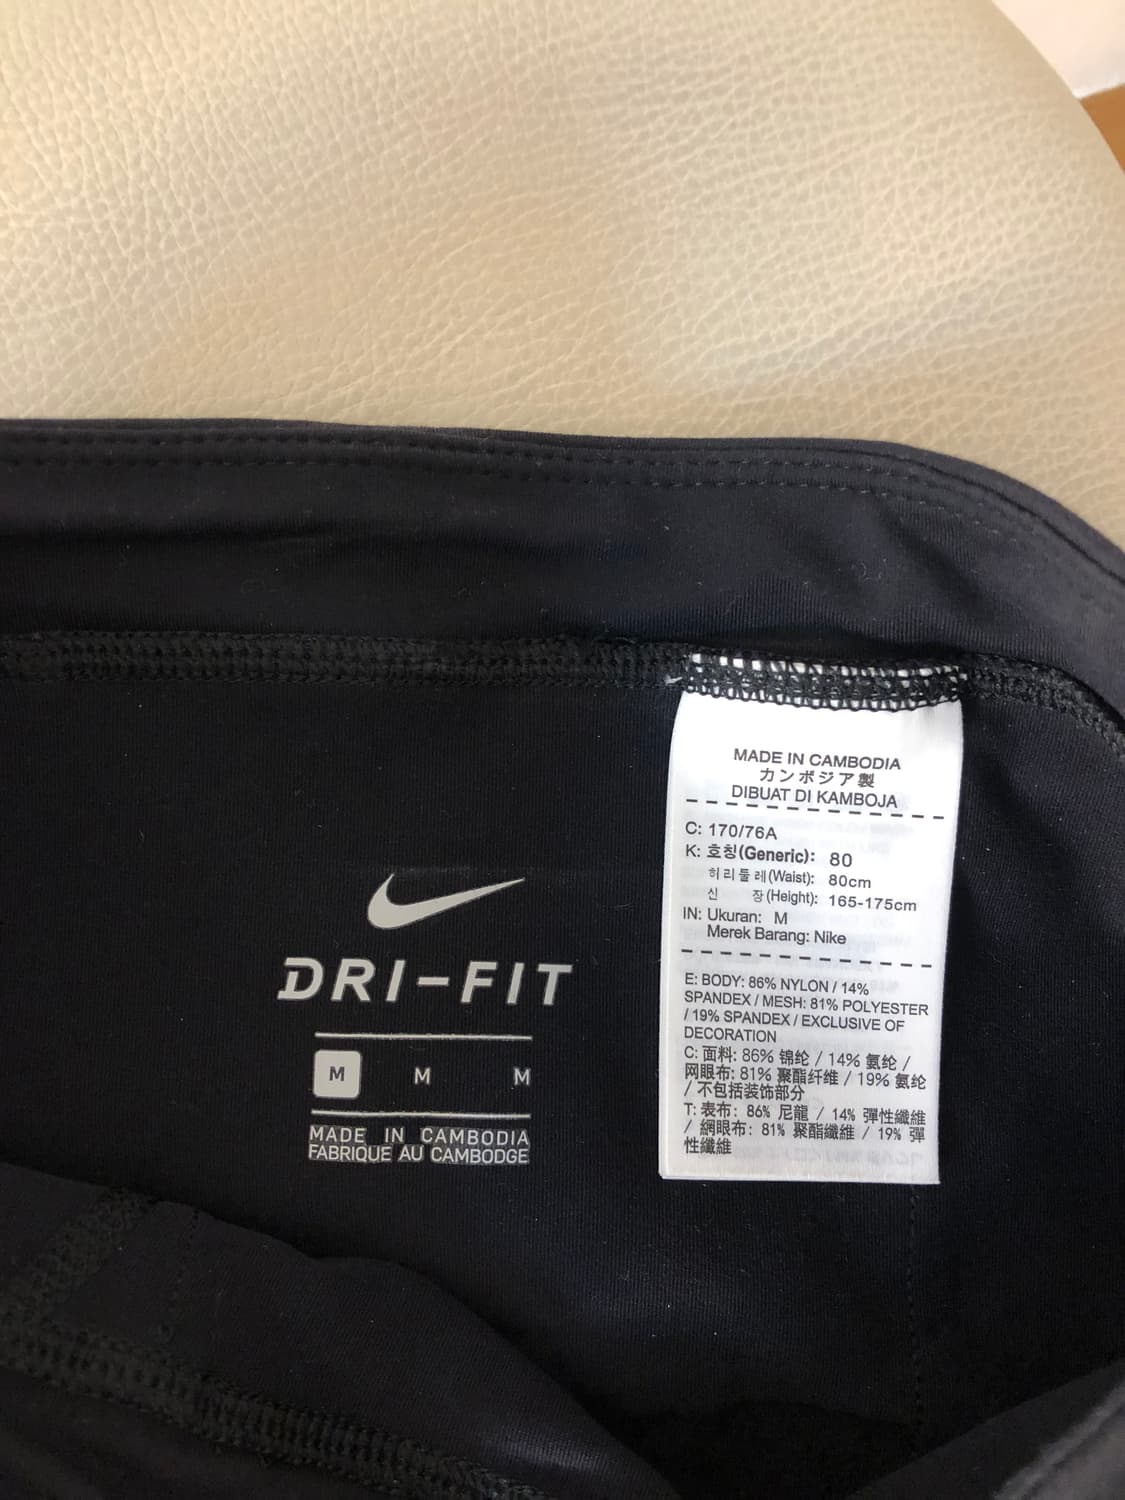 MADE IN CAMBODIA
カンボジア製
DIBUAT DI KAMBOJA
C: 170/76A
K: 호칭(Generic): 80
허리둘레(Waist): 80cm
신 장(Height): 165-175cm
IN: Ukuran: M
Merek Barang: Nike
E: BODY: 86% NYLON / 14%
SPANDEX / MESH: 81% POLYESTER
/ 19% SPANDEX / EXCLUSIVE OF
DECORATION
C: 面料: 86% 锦纶 / 14% 氨纶 /
网眼布: 81% 聚酯纤维 / 19% 氨纶
/ 不包括装饰部分
T: 表布: 86% 尼龍 / 14% 彈性纖維
/ 網眼布: 81% 聚酯纖維 / 19% 彈
性纖維
DRI-FIT
M M M
MADE IN CAMBODIA
FABRIQUE AU CAMBODGE